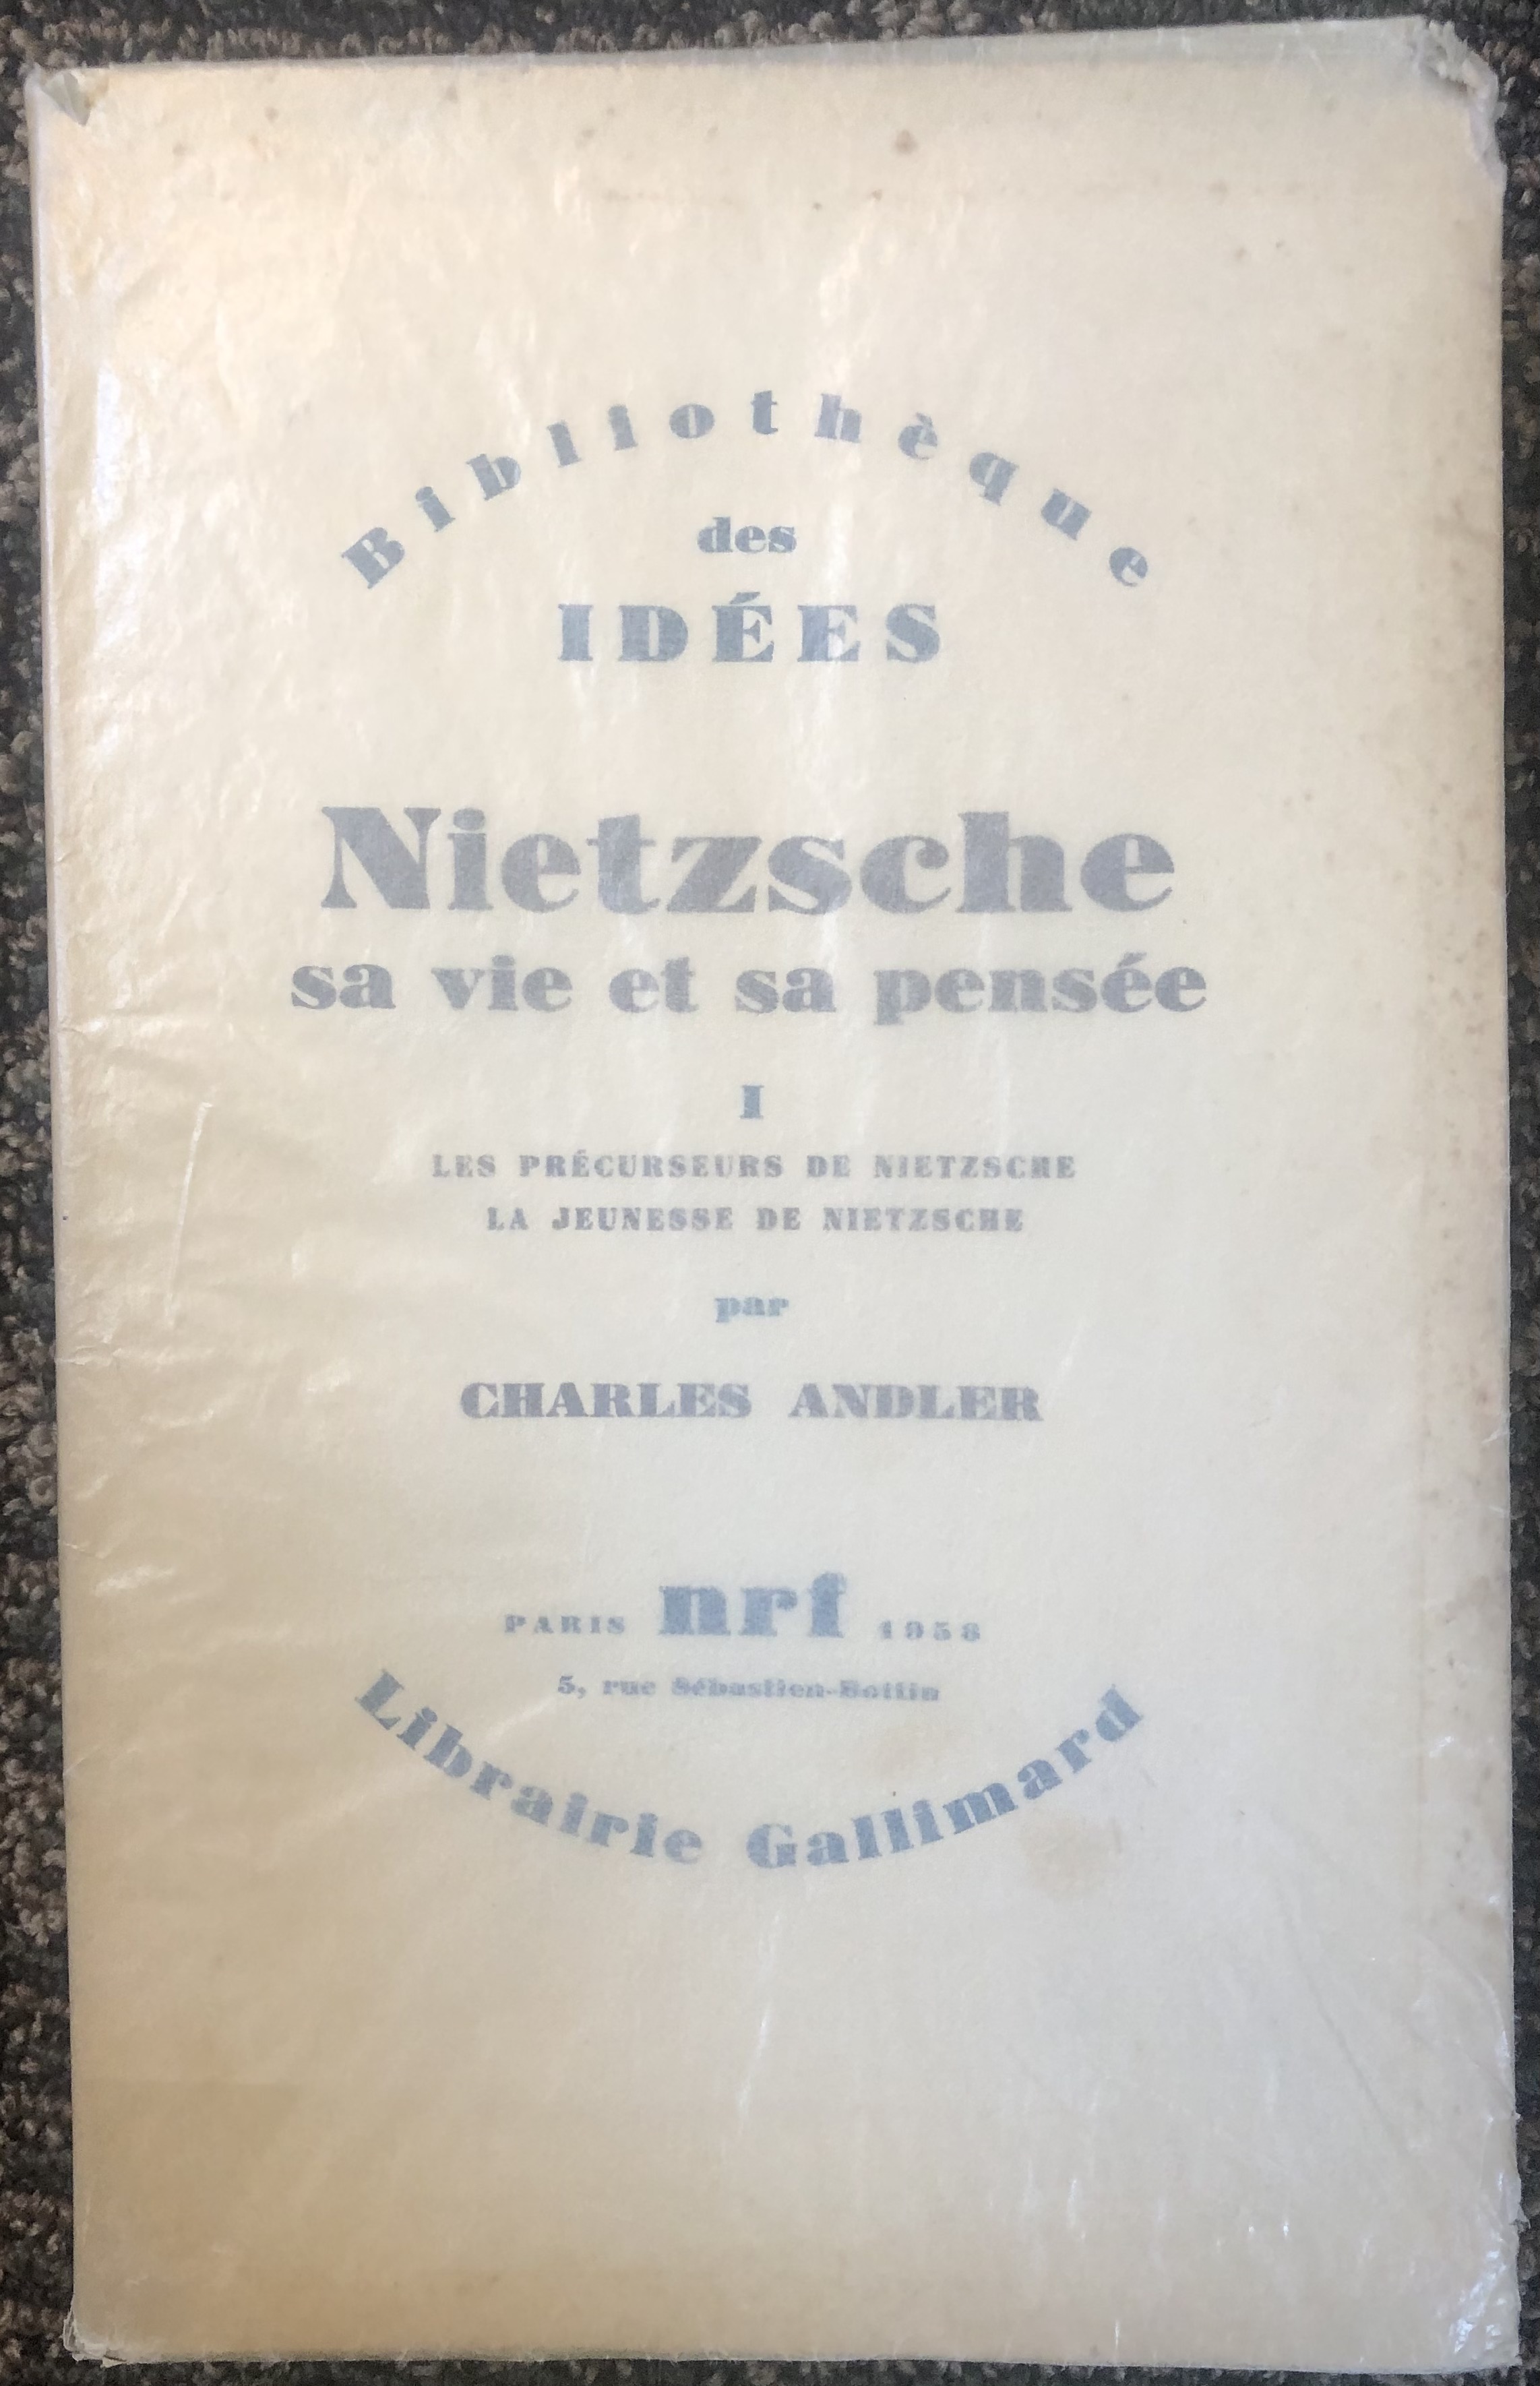 Bibliothèque
des
IDÉES
Nietzsche
sa vie et sa pensée
I
LES PRÉCURSEURS DE NIETZSCHE
LA JEUNESSE DE NIETZSCHE
par
CHARLES ANDLER
PARIS nrf 1958
5, rue Sébastien-Bottin
Librairie Gallimard